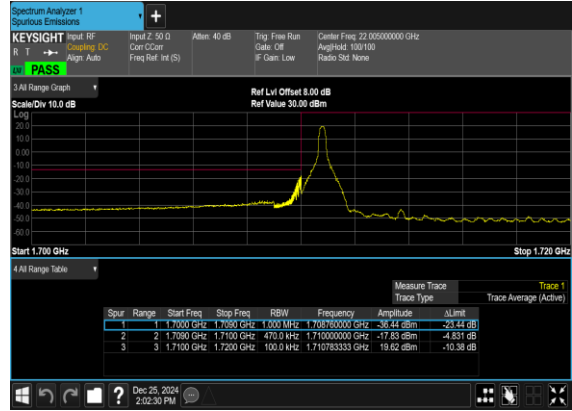 Spectrum Analyzer 1
Spurious Emissions
+
KEYSIGHT Input: RF Input Z: 50 Ω Atten: 40 dB Trig: Free Run Center Freq: 22.005000000 GHz
R T Coupling: DC Corr CCorr Gate: Off Avg|Hold: 100/100
Align: Auto Freq Ref: Int (S) IF Gain: Low Radio Std: None
PASS
3 All Range Graph
Ref Lvl Offset 8.00 dB
Scale/Div 10.0 dB Ref Value 30.00 dBm
Log
20.0
10.0
0.00
-10.0
-20.0
-30.0
-40.0
-50.0
-60.0
Start 1.700 GHz Stop 1.720 GHz
4 All Range Table
Measure Trace Trace 1
Trace Type Trace Average (Active)
Spur Range Start Freq Stop Freq RBW Frequency Amplitude ΔLimit
1 1 1.7000 GHz 1.7090 GHz 1.000 MHz 1.708760000 GHz -36.44 dBm -23.44 dB
2 2 1.7090 GHz 1.7100 GHz 470.0 kHz 1.710000000 GHz -17.83 dBm -4.831 dB
3 3 1.7100 GHz 1.7200 GHz 100.0 kHz 1.710783333 GHz 19.62 dBm -10.38 dB
? Dec 25, 2024
2:02:30 PM